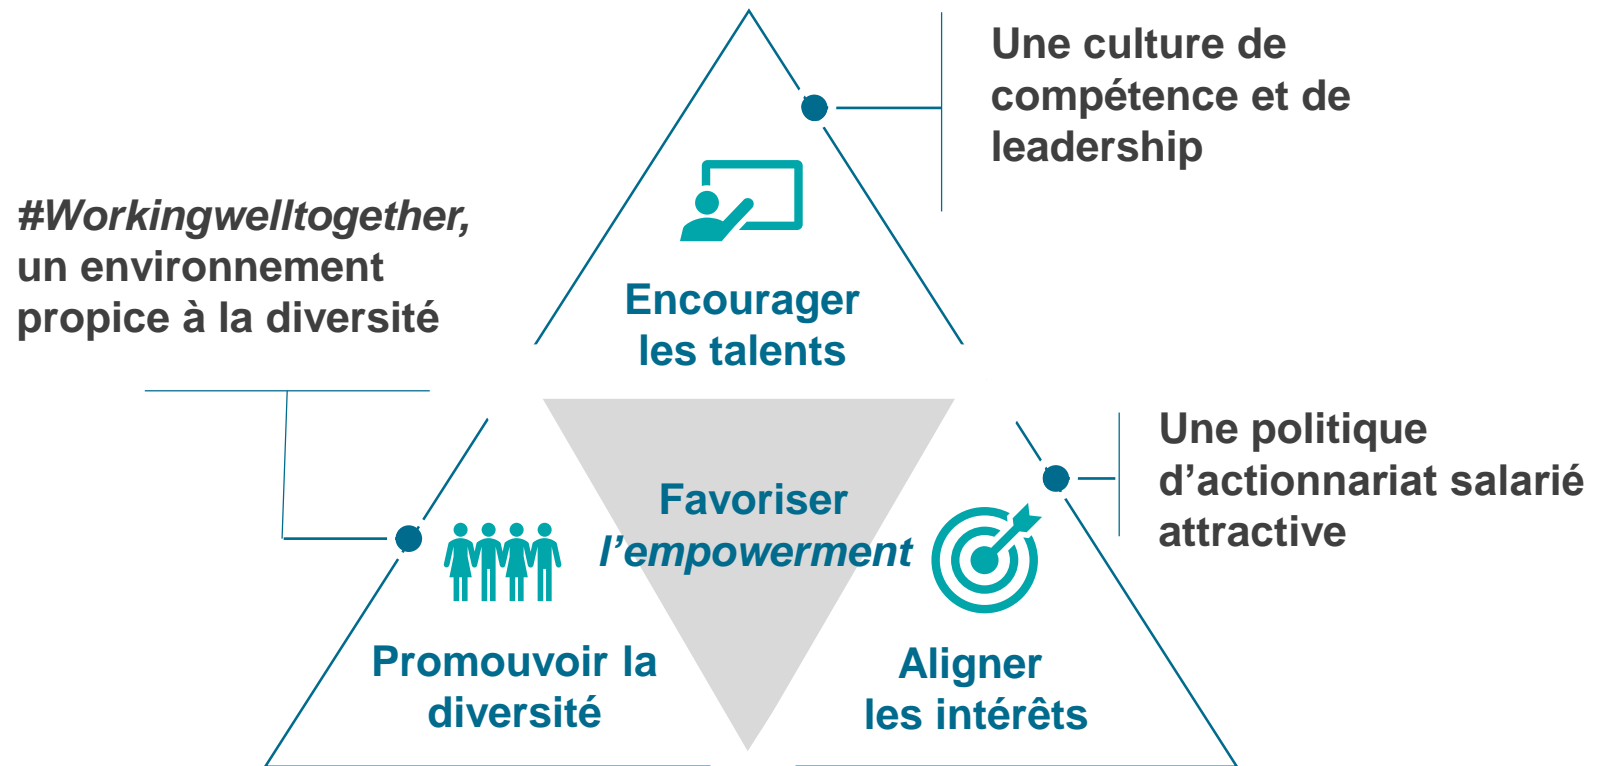 Une culture de
compétence et de
leadership
#Workingwelltogether,
un environnement
propice à la diversité
Encourager
les talents
Une politique
d’actionnariat salarié
attractive
Favoriser
l’empowerment
Promouvoir la
diversité
Aligner
les intérêts